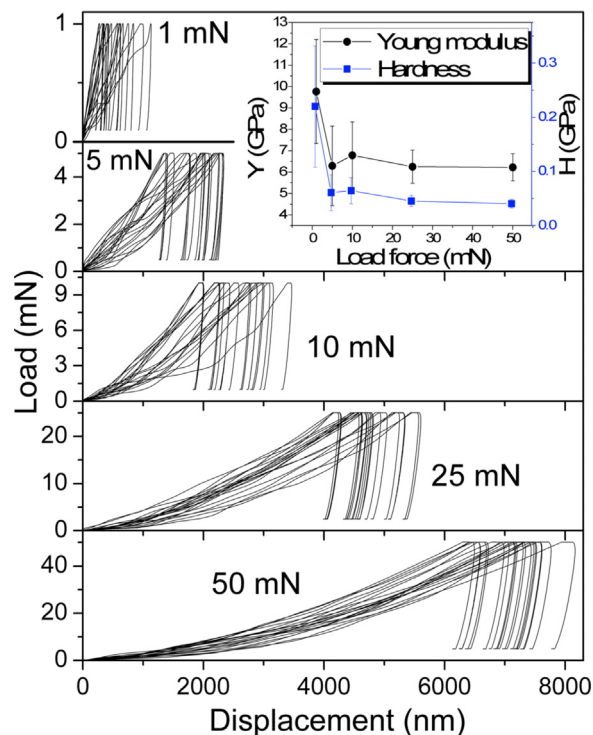 1 mN
1
0
5 mN
4
2
0
9
6
3
0
10 mN
20
10
0
25 mN
40
20
0
50 mN
0 2000 4000 6000 8000
Displacement (nm)
Load (mN)
Young modulus
Hardness
13
12
11
10
9
8
7
6
5
4
Y (GPa)
0.3
0.2
0.1
0.0
H (GPa)
0 10 20 30 40 50
Load force (mN)